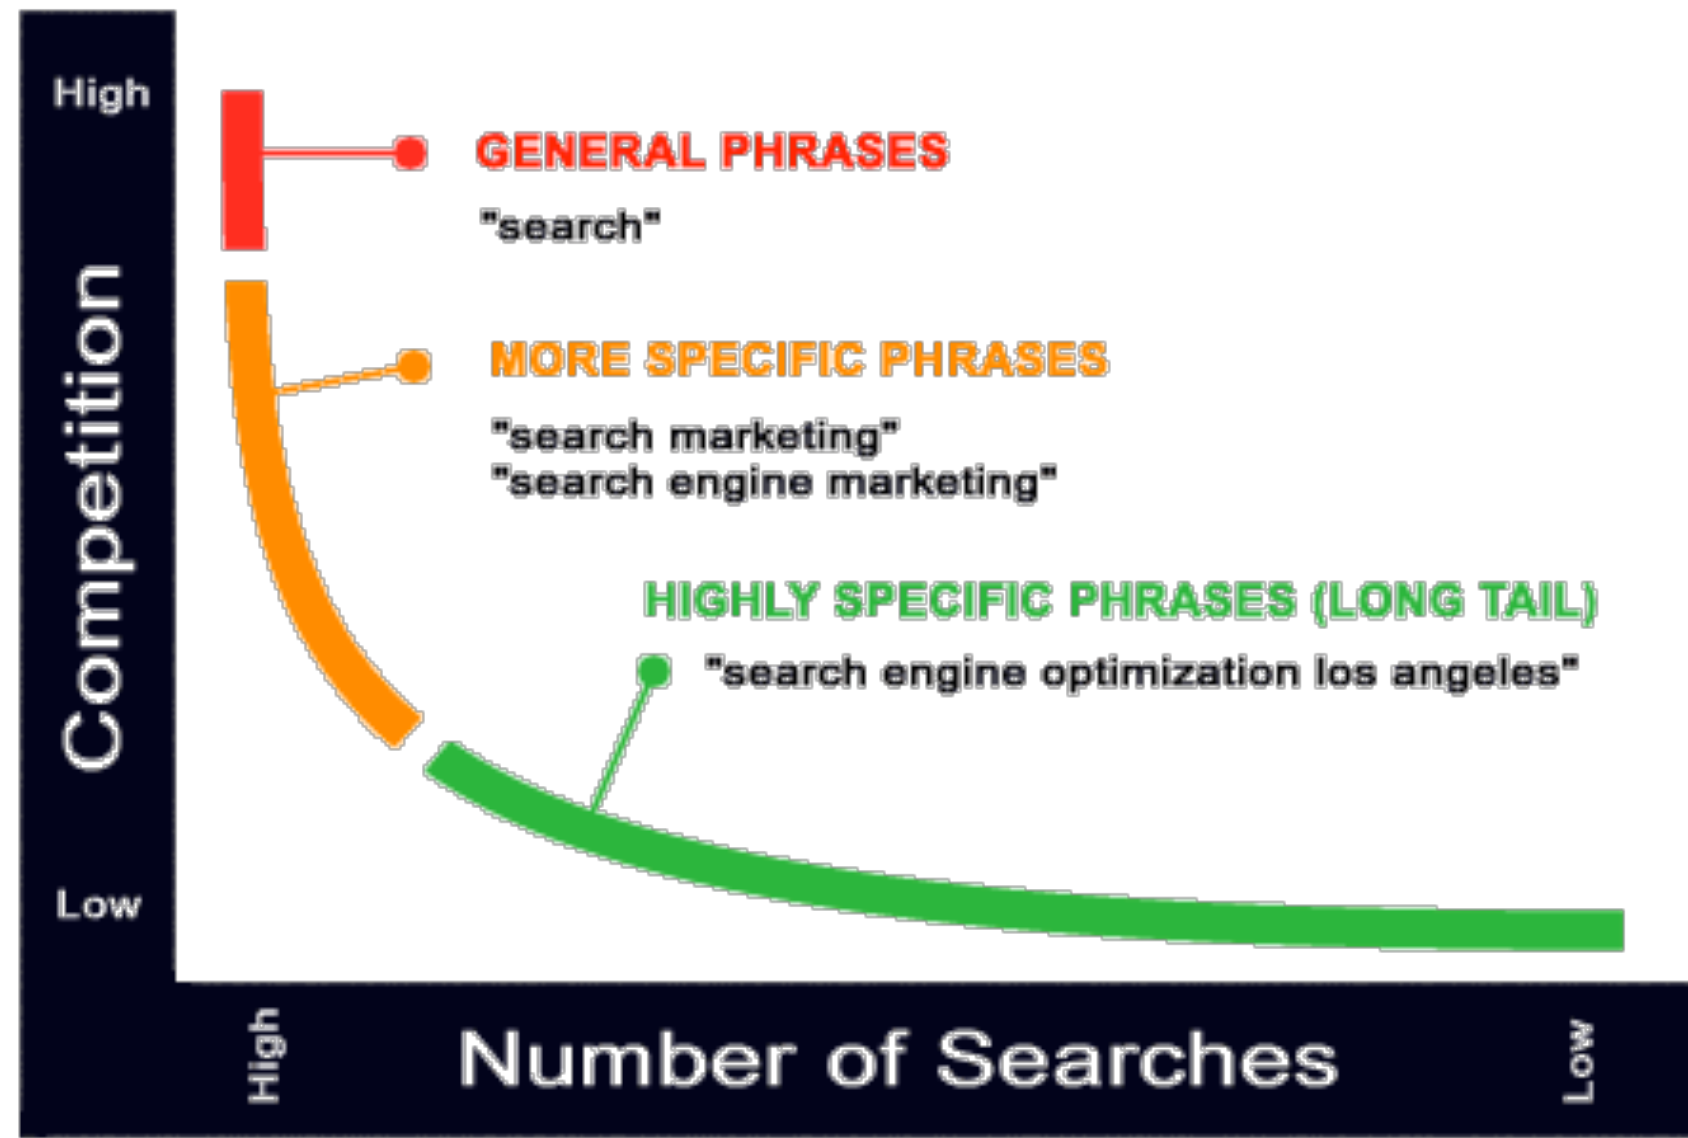 High
GENERAL PHRASES
"search"
MORE SPECIFIC PHRASES
"search marketing"
"search engine marketing"
HIGHLY SPECIFIC PHRASES (LONG TAIL)
"search engine optimization los angeles"
Competition
Low
High
Number of Searches
Low